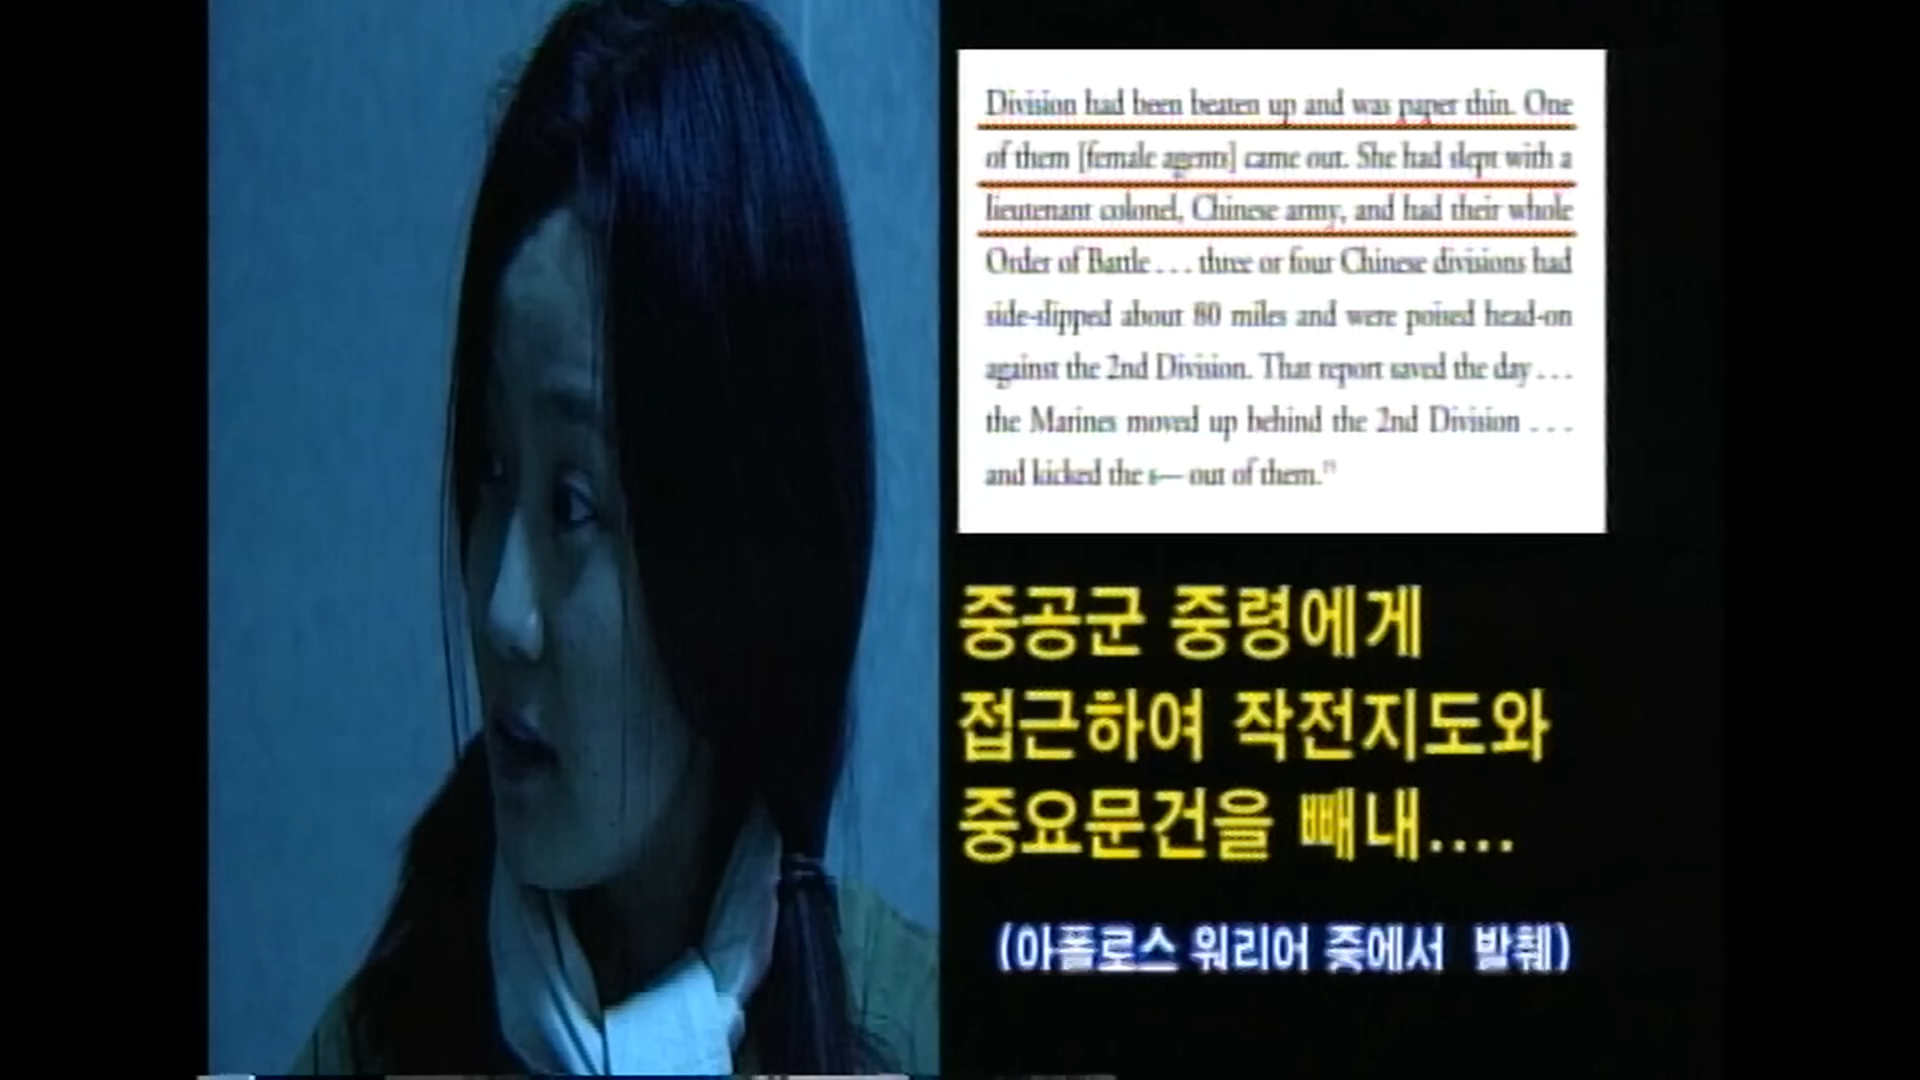 Division had been beaten up and was paper thin. One
of them [female agents] came out. She had slept with a
lieutenant colonel, Chinese army, and had their whole
Order of Battle . . . three or four Chinese divisions had
side-slipped about 80 miles and were poised head-on
against the 2nd Division. That report saved the day . . .
the Marines moved up behind the 2nd Division . . .
and kicked the s— out of them.
중공군 중령에게
접근하여 작전지도와
중요문건을 빼내....
(아폴로스 워리어 중에서 발췌)